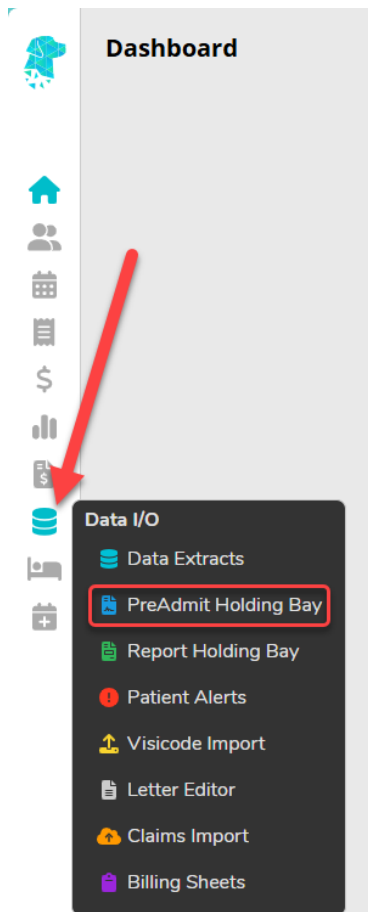 Dashboard
Data I/O
Data Extracts
PreAdmit Holding Bay
Report Holding Bay
Patient Alerts
Visicode Import
Letter Editor
Claims Import
Billing Sheets